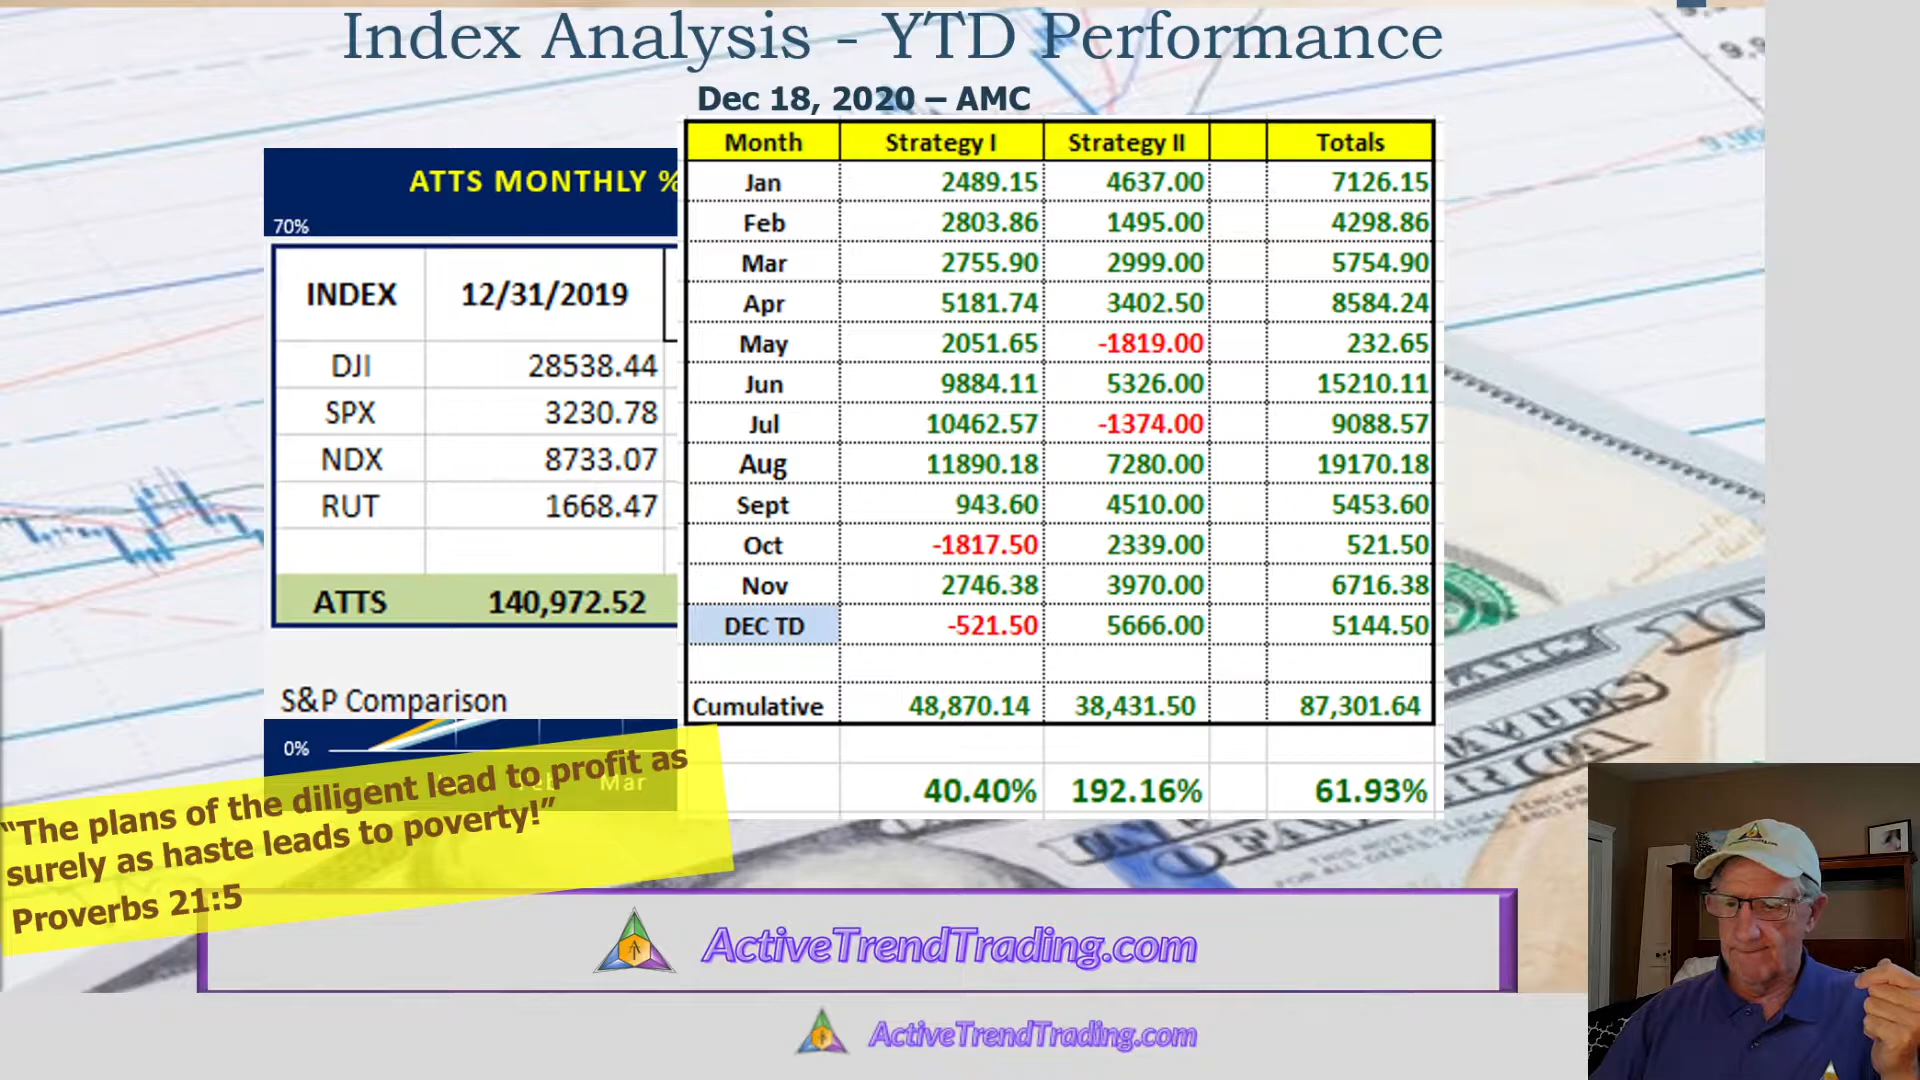 Index Analysis - YTD Performance
Dec 18, 2020 – AMC
ATTS MONTHLY %
70%
INDEX 12/31/2019
DJI 28538.44
SPX 3230.78
NDX 8733.07
RUT 1668.47
ATTS 140,972.52
S&P Comparison
0%
Mar
Month Strategy I Strategy II Totals
Jan 2489.15 4637.00 7126.15
Feb 2803.86 1495.00 4298.86
Mar 2755.90 2999.00 5754.90
Apr 5181.74 3402.50 8584.24
May 2051.65 -1819.00 232.65
Jun 9884.11 5326.00 15210.11
Jul 10462.57 -1374.00 9088.57
Aug 11890.18 7280.00 19170.18
Sept 943.60 4510.00 5453.60
Oct -1817.50 2339.00 521.50
Nov 2746.38 3970.00 6716.38
DEC TD -521.50 5666.00 5144.50
Cumulative 48,870.14 38,431.50 87,301.64
40.40% 192.16% 61.93%
“The plans of the diligent lead to profit as
surely as haste leads to poverty!”
Proverbs 21:5
ActiveTrendTrading.com
ActiveTrendTrading.com